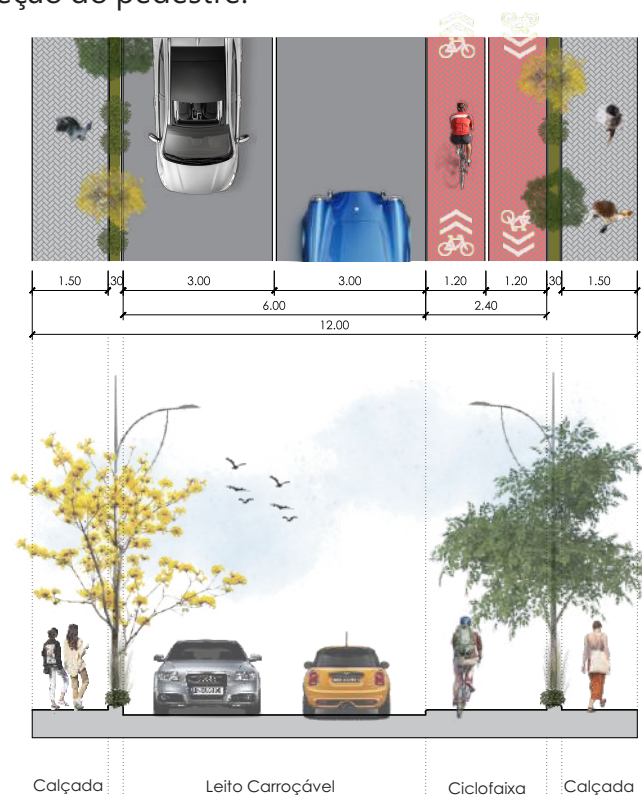 eção do pedestre.
1.50 30 3.00 3.00 1.20 1.20 30 1.50
6.00 2.40
12.00
Calçada Leito Carroçável Ciclofaixa Calçada